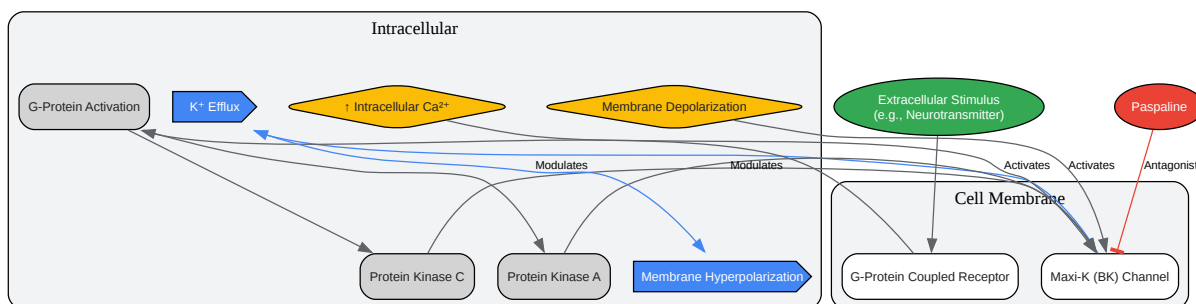 Intracellular
G-Protein Activation
K⁺ Efflux
↑ Intracellular Ca²⁺
Membrane Depolarization
Extracellular Stimulus
(e.g., Neurotransmitter)
Paspaline
Modulates
Modulates
Activates
Activates
Antagonist
Cell Membrane
Protein Kinase C
Protein Kinase A
Membrane Hyperpolarization
G-Protein Coupled Receptor
Maxi-K (BK) Channel